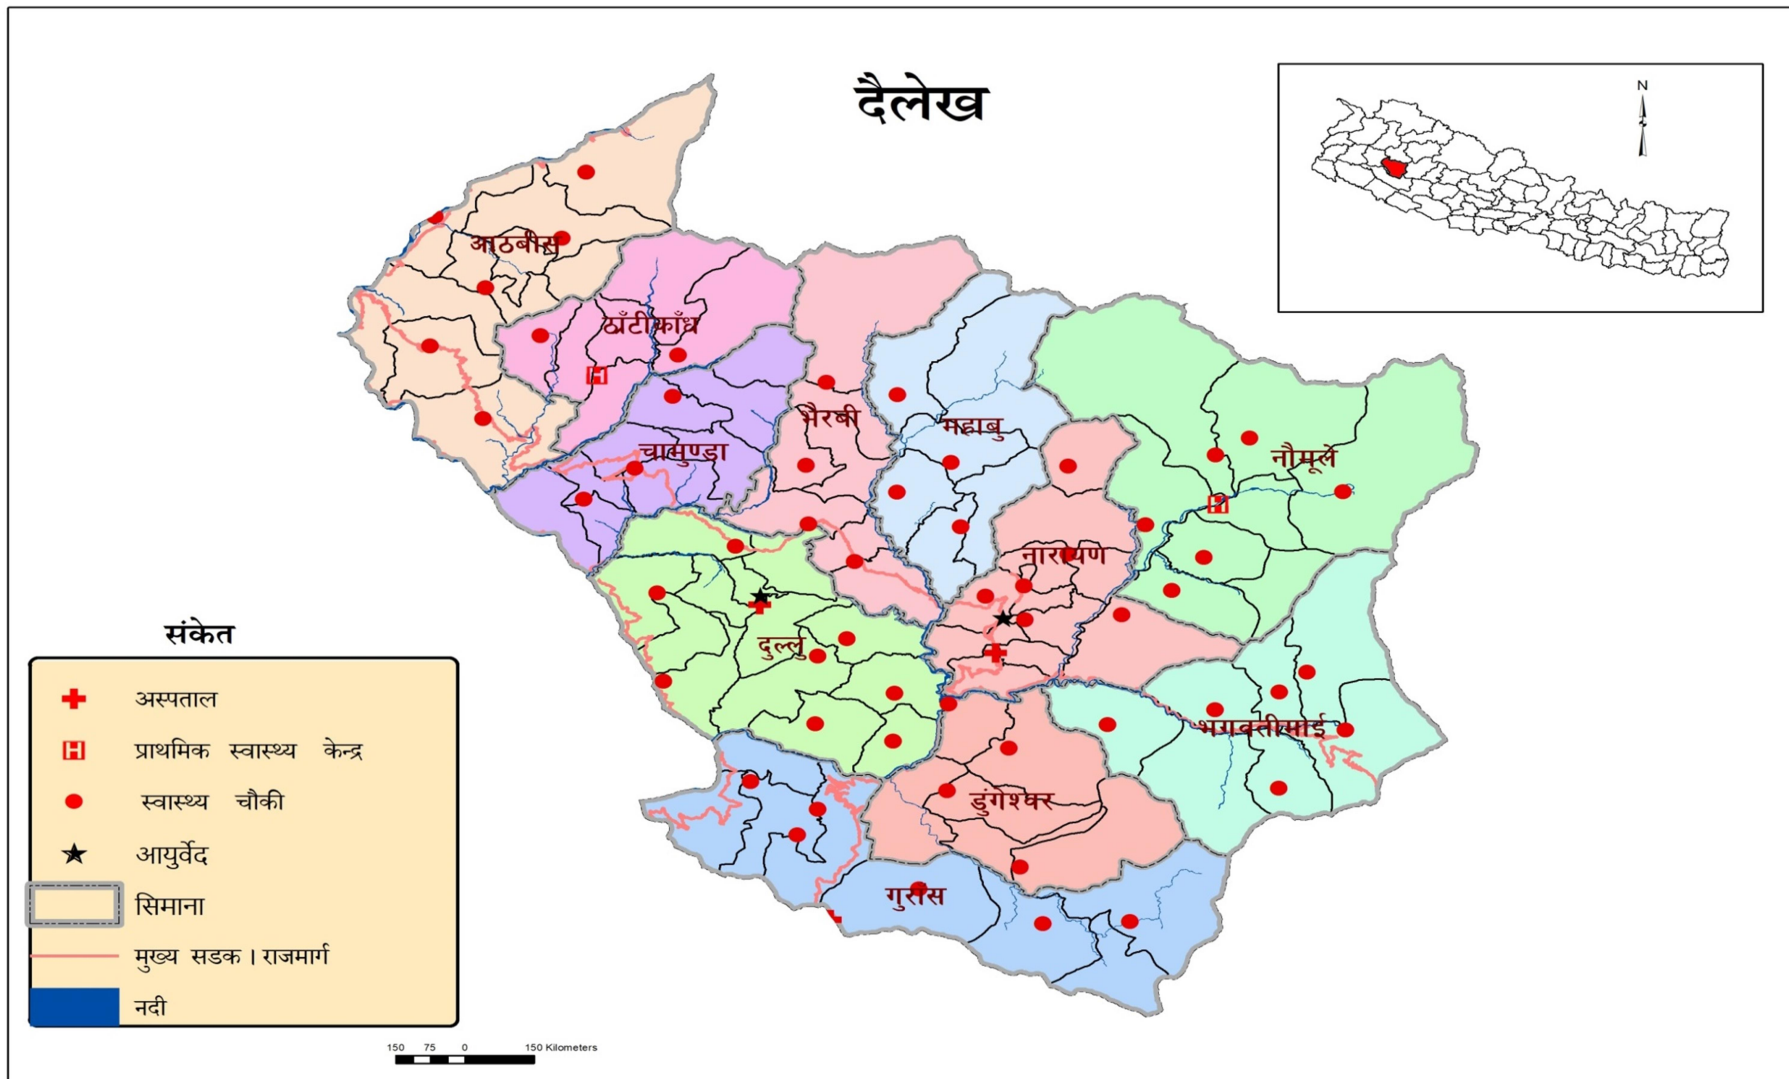 दैलेख
N
आठबीस
ठाँटीकाँध
भैरबी
महाबु
चामुण्डा
नौमूले
नारायण
दुल्लु
भगवतीमाई
डुंगेश्वर
गुरास
संकेत
अस्पताल
प्राथमिक स्वास्थ्य केन्द्र
स्वास्थ्य चौकी
आयुर्वेद
सिमाना
मुख्य सडक । राजमार्ग
नदी
150 75 0 150 Kilometers